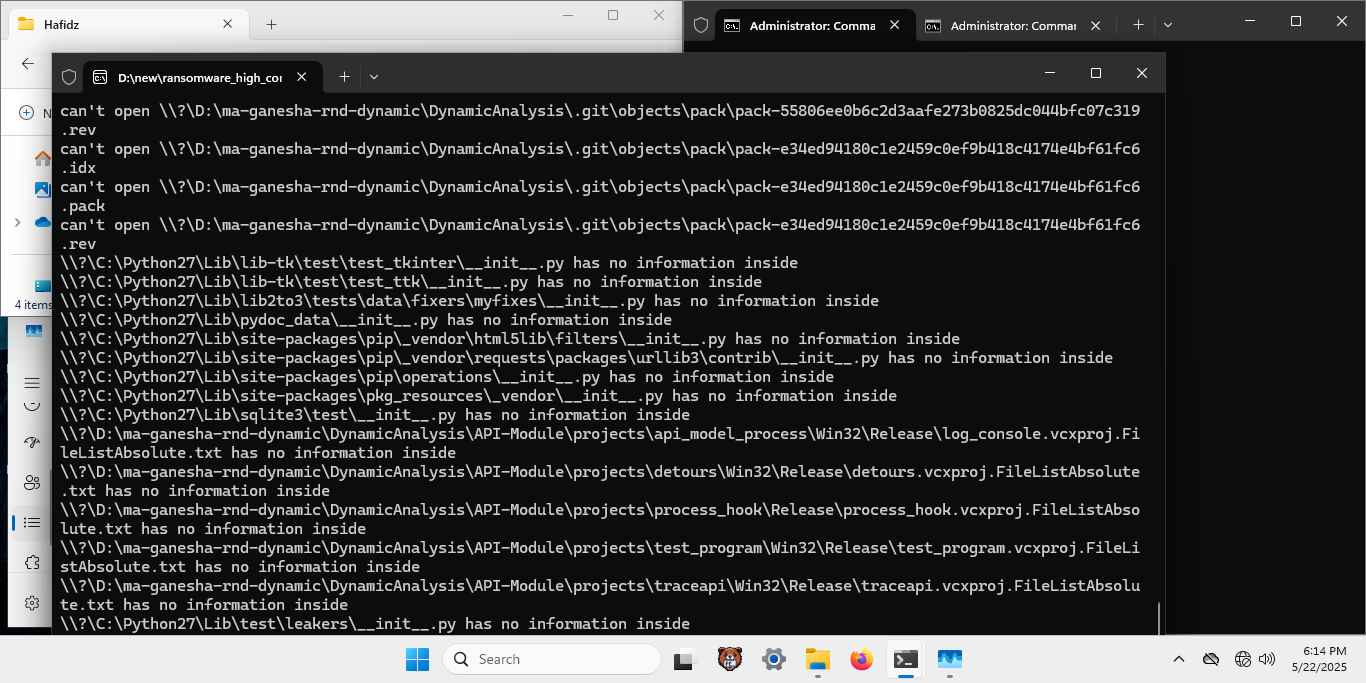 Hafidz
Administrator: Comma
Administrator: Commar
D:\new\ransomware_high_cor
N
4 items
can't open \\?\D:\ma-ganesha-rnd-dynamic\DynamicAnalysis\.git\objects\pack\pack-55806ee0b6c2d3aafe273b0825dc044bfc07c319
.rev
can't open \\?\D:\ma-ganesha-rnd-dynamic\DynamicAnalysis\.git\objects\pack\pack-e34ed94180c1e2459c0ef9b418c4174e4bf61fc6
.idx
can't open \\?\D:\ma-ganesha-rnd-dynamic\DynamicAnalysis\.git\objects\pack\pack-e34ed94180c1e2459c0ef9b418c4174e4bf61fc6
.pack
can't open \\?\D:\ma-ganesha-rnd-dynamic\DynamicAnalysis\.git\objects\pack\pack-e34ed94180c1e2459c0ef9b418c4174e4bf61fc6
.rev
\\?\C:\Python27\Lib\lib-tk\test\test_tkinter\__init__.py has no information inside
\\?\C:\Python27\Lib\lib-tk\test\test_ttk\__init__.py has no information inside
\\?\C:\Python27\Lib\lib2to3\tests\data\fixers\myfixes\__init__.py has no information inside
\\?\C:\Python27\Lib\pydoc_data\__init__.py has no information inside
\\?\C:\Python27\Lib\site-packages\pip\_vendor\html5lib\filters\__init__.py has no information inside
\\?\C:\Python27\Lib\site-packages\pip\_vendor\requests\packages\urllib3\contrib\__init__.py has no information inside
\\?\C:\Python27\Lib\site-packages\pip\operations\__init__.py has no information inside
\\?\C:\Python27\Lib\site-packages\pkg_resources\_vendor\__init__.py has no information inside
\\?\C:\Python27\Lib\sqlite3\test\__init__.py has no information inside
\\?\D:\ma-ganesha-rnd-dynamic\DynamicAnalysis\API-Module\projects\api_model_process\Win32\Release\log_console.vcxproj.Fi
leListAbsolute.txt has no information inside
\\?\D:\ma-ganesha-rnd-dynamic\DynamicAnalysis\API-Module\projects\detours\Win32\Release\detours.vcxproj.FileListAbsolute
.txt has no information inside
\\?\D:\ma-ganesha-rnd-dynamic\DynamicAnalysis\API-Module\projects\process_hook\Release\process_hook.vcxproj.FileListAbso
lute.txt has no information inside
\\?\D:\ma-ganesha-rnd-dynamic\DynamicAnalysis\API-Module\projects\test_program\Win32\Release\test_program.vcxproj.FileLi
stAbsolute.txt has no information inside
\\?\D:\ma-ganesha-rnd-dynamic\DynamicAnalysis\API-Module\projects\traceapi\Win32\Release\traceapi.vcxproj.FileListAbsolu
te.txt has no information inside
\\?\C:\Python27\Lib\test\leakers\__init__.py has no information inside
Search
6:14 PM
5/22/2025